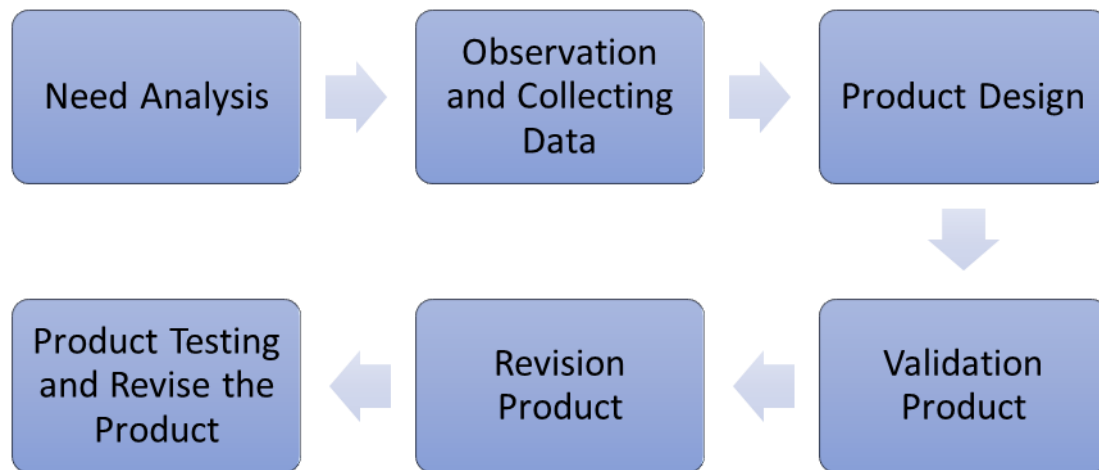 Need Analysis
Observation
and Collecting
Data
Product Design
Validation
Product
Revision
Product
Product Testing
and Revise the
Product